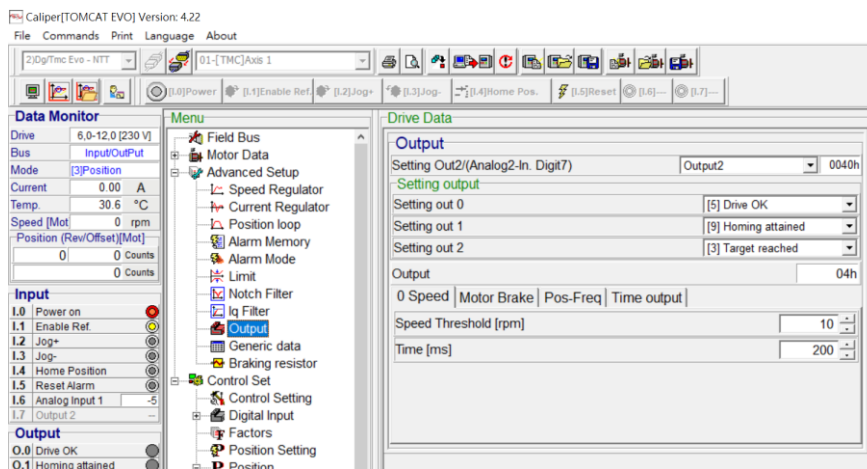 Caliper[TOMCAT EVO] Version: 4.22
File Commands Print Language About
2)Dg/Tmc Evo - NTT 01-[TMC]Axis 1
[I.0]Power [I.1]Enable Ref. [I.2]Jog+ [I.3]Jog- [I.4]Home Pos. [I.5]Reset [I.6]--- [I.7]---
Data Monitor
Drive 6,0-12,0 [230 V]
Bus Input/OutPut
Mode [3]Position
Current 0.00 A
Temp. 30.6 °C
Speed [Mot 0 rpm
Position (Rev/Offset)[Mot]
0 0 Counts
0 Counts
Input
I.0 Power on
I.1 Enable Ref.
I.2 Jog+
I.3 Jog-
I.4 Home Position
I.5 Reset Alarm
I.6 Analog Input 1 -5
I.7 Output 2 --
Output
O.0 Drive OK
O.1 Homing attained
Menu
Field Bus
Motor Data
Advanced Setup
Speed Regulator
Current Regulator
Position loop
Alarm Memory
Alarm Mode
Limit
Notch Filter
Iq Filter
Output
Generic data
Braking resistor
Control Set
Control Setting
Digital Input
Factors
Position Setting
Position
Drive Data
Output
Setting Out2/(Analog2-In. Digit7) Output2 0040h
Setting output
Setting out 0 [5] Drive OK
Setting out 1 [9] Homing attained
Setting out 2 [3] Target reached
Output 04h
0 Speed Motor Brake Pos-Freq Time output
Speed Threshold [rpm] 10
Time [ms] 200